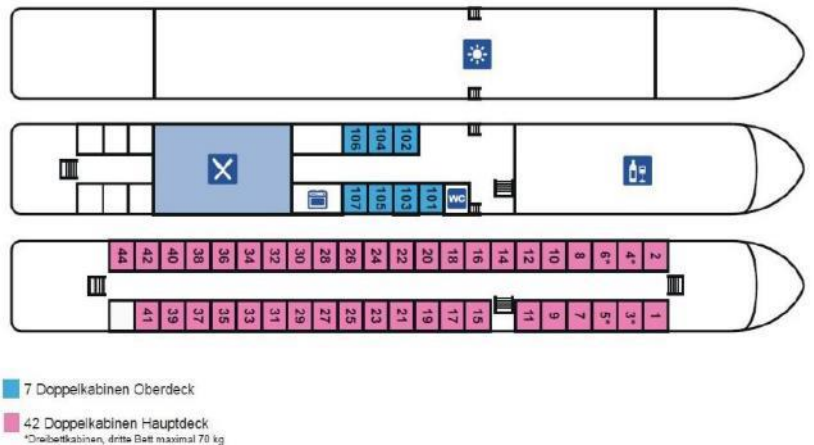 106 104 102
107 105 103 101 WC
44 42 40 38 36 34 32 30 28 26 24 22 20 18 16 14 12 10 8 6* 4* 2
41 39 37 35 33 31 29 27 25 23 21 19 17 15 11 9 7 5* 3* 1
7 Doppelkabinen Oberdeck
42 Doppelkabinen Hauptdeck
*Dreibettkabinen, dritte Bett maximal 70 kg